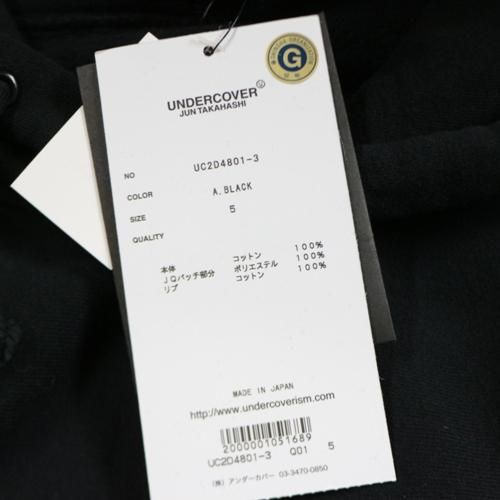 UNDERCOVER
JUN TAKAHASHI
G
NO UC2D4801-3
COLOR A.BLACK
SIZE 5
QUALITY
本体 コットン 100%
JQパッチ部分 ポリエステル 100%
リブ コットン 100%
MADE IN JAPAN
http://www.undercoverism.com
2000001051689
UC2D4801-3 Q01 5
(株)アンダーカバー 03-3470-0850